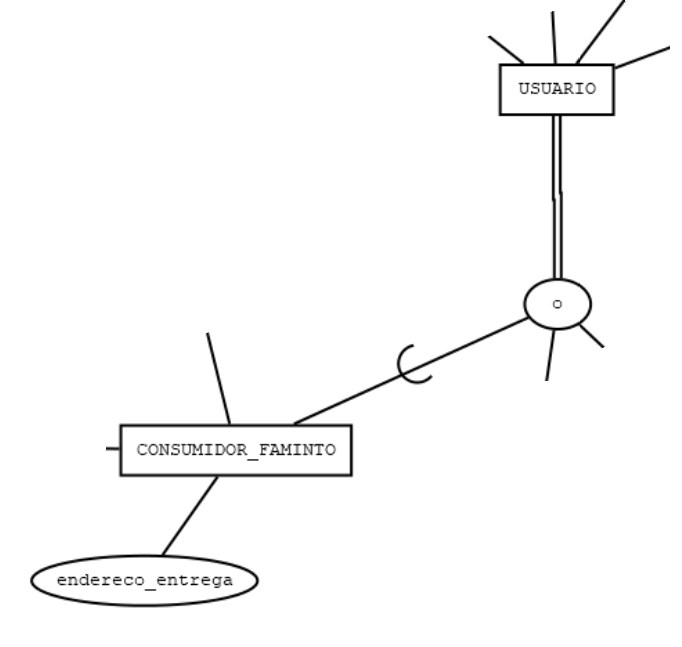 USUARIO
o
CONSUMIDOR_FAMINTO
endereco_entrega